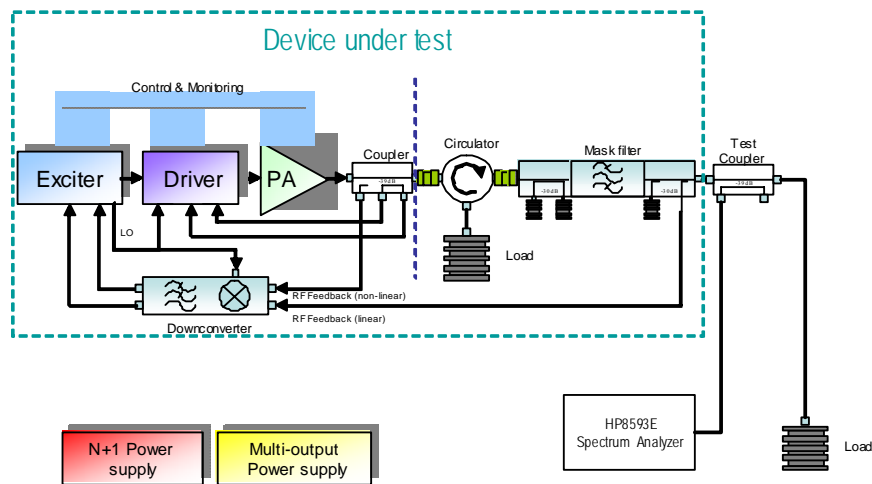 Device under test
Control & Monitoring
Exciter
Driver
PA
Coupler
-39dB
Circulator
Mask filter
-30dB
-30dB
Test
Coupler
-39dB
LO
Load
RF Feedback (non-linear)
RF Feedback (linear)
Downconverter
HP8593E
Spectrum Analyzer
Load
N+1 Power
supply
Multi-output
Power supply